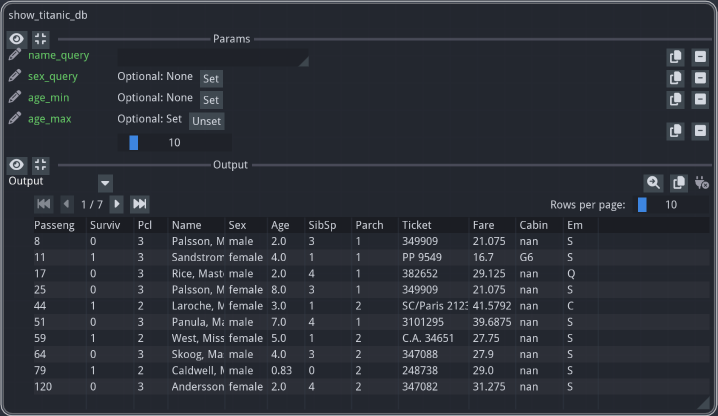 show_titanic_db
Params
name_query
sex_query Optional: None Set
age_min Optional: None Set
age_max Optional: Set Unset
10
Output
Output
1 / 7 Rows per page: 10
Passeng Surviv Pcl Name Sex Age SibSp Parch Ticket Fare Cabin Em
8 0 3 Palsson, M male 2.0 3 1 349909 21.075 nan S
11 1 3 Sandstrom female 4.0 1 1 PP 9549 16.7 G6 S
17 0 3 Rice, Maste male 2.0 4 1 382652 29.125 nan Q
25 0 3 Palsson, M female 8.0 3 1 349909 21.075 nan S
44 1 2 Laroche, M female 3.0 1 2 SC/Paris 2123 41.5792 nan C
51 0 3 Panula, Ma male 7.0 4 1 3101295 39.6875 nan S
59 1 2 West, Miss female 5.0 1 2 C.A. 34651 27.75 nan S
64 0 3 Skoog, Ma male 4.0 3 2 347088 27.9 nan S
79 1 2 Caldwell, M male 0.83 0 2 248738 29.0 nan S
120 0 3 Andersson female 2.0 4 2 347082 31.275 nan S